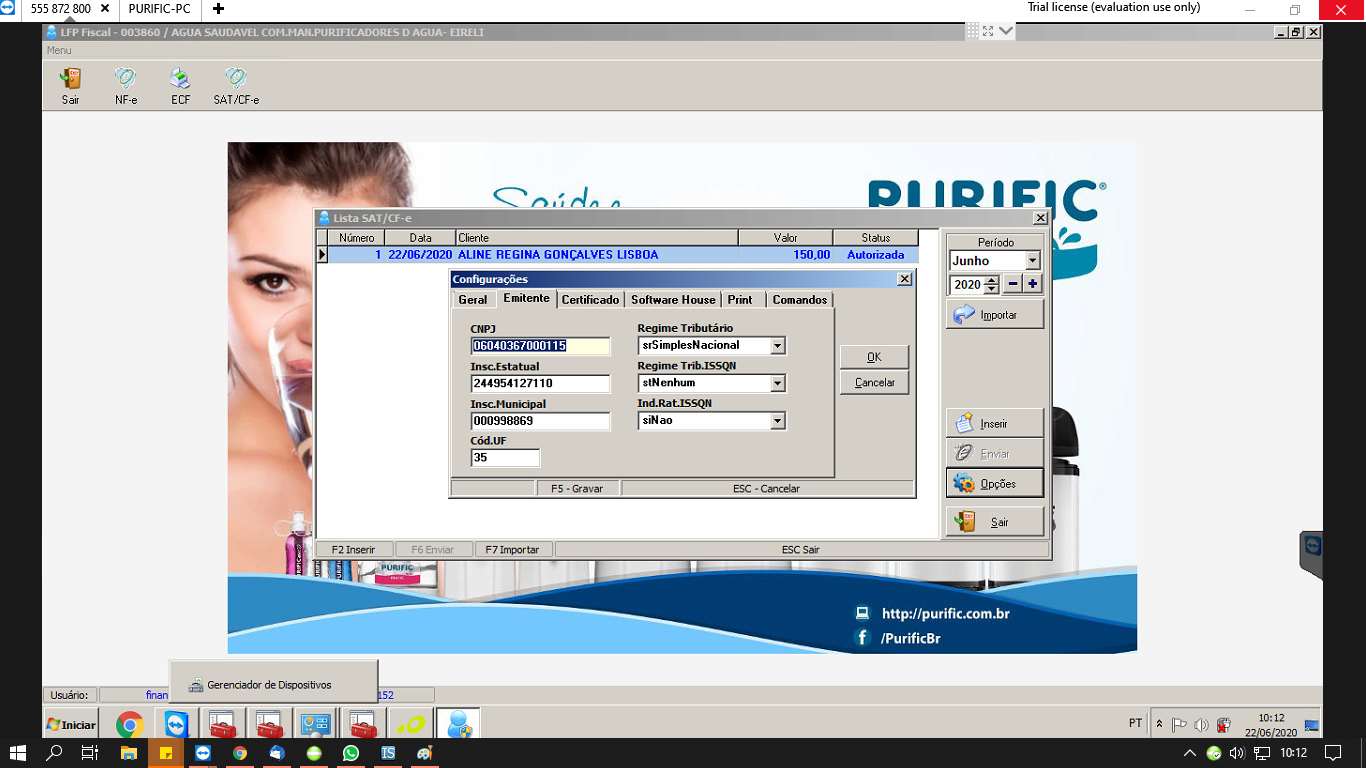 555 872 800
PURIFIC-PC
Trial license (evaluation use only)
LFP Fiscal - 003860 / AGUA SAUDAVEL COM.MAN.PURIFICADORES D AGUA- EIRELI
Menu
Sair
NF-e
ECF
SAT/CF-e
PURIFIC®
Lista SAT/CF-e
Número Data Cliente Valor Status
1 22/06/2020 ALINE REGINA GONÇALVES LISBOA 150,00 Autorizada
Período
Junho
2020
Importar
Inserir
Enviar
Opções
Sair
Configurações
Geral Emitente Certificado Software House Print Comandos
CNPJ
06040367000115
Insc.Estatual
244954127110
Insc.Municipal
000998869
Cód.UF
35
Regime Tributário
srSimplesNacional
Regime Trib.ISSQN
stNenhum
Ind.Rat.ISSQN
siNao
OK
Cancelar
F5 - Gravar
ESC - Cancelar
F2 Inserir
F6 Enviar
F7 Importar
ESC Sair
PURIFIC
http://purific.com.br
/PurificBr
Gerenciador de Dispositivos
Usuário:
finan
152
Iniciar
PT
10:12
22/06/2020
10:12